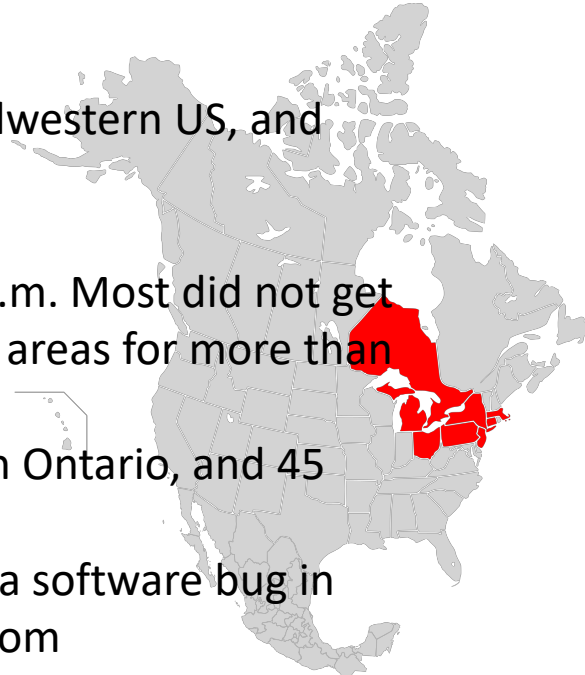 lwestern US, and
.m. Most did not get
areas for more than
n Ontario, and 45
a software bug in
om